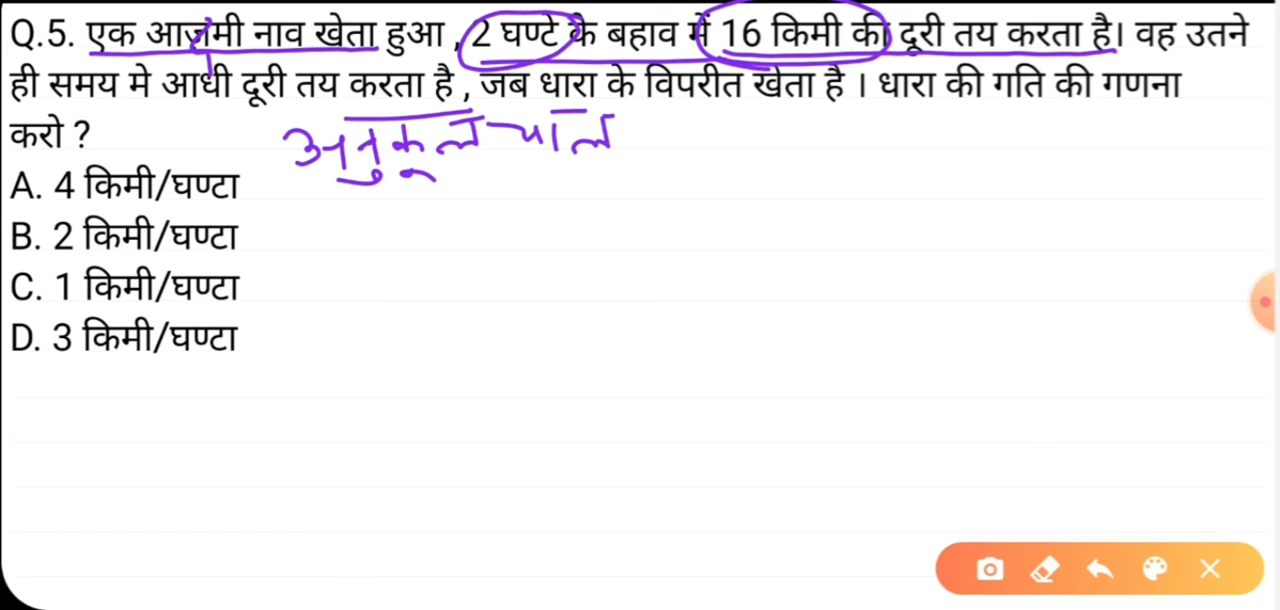 Q.5. एक आज़मी नाव खेता हुआ , 2 घण्टे के बहाव में 16 किमी की दूरी तय करता है। वह उतने
ही समय मे आधी दूरी तय करता है , जब धारा के विपरीत खेता है । धारा की गति की गणना
करो ?
अनुकूल चाल
A. 4 किमी/घण्टा
B. 2 किमी/घण्टा
C. 1 किमी/घण्टा
D. 3 किमी/घण्टा